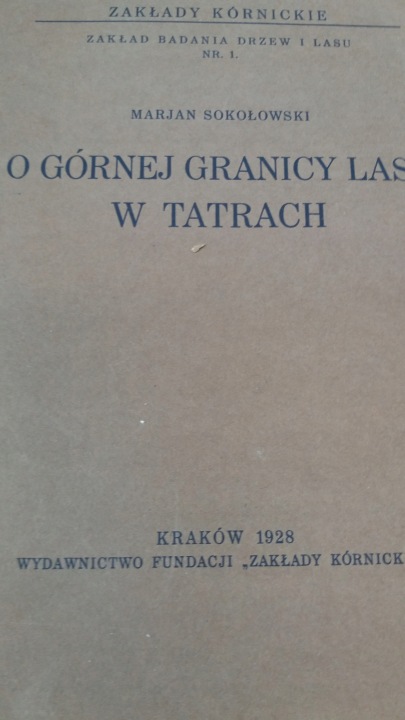 ZAKŁADY KÓRNICKIE
ZAKŁAD BADANIA DRZEW I LASU
NR. 1.
MARJAN SOKOŁOWSKI
O GÓRNEJ GRANICY LAS
W TATRACH
KRAKÓW 1928
WYDAWNICTWO FUNDACJI „ZAKŁADY KÓRNICK